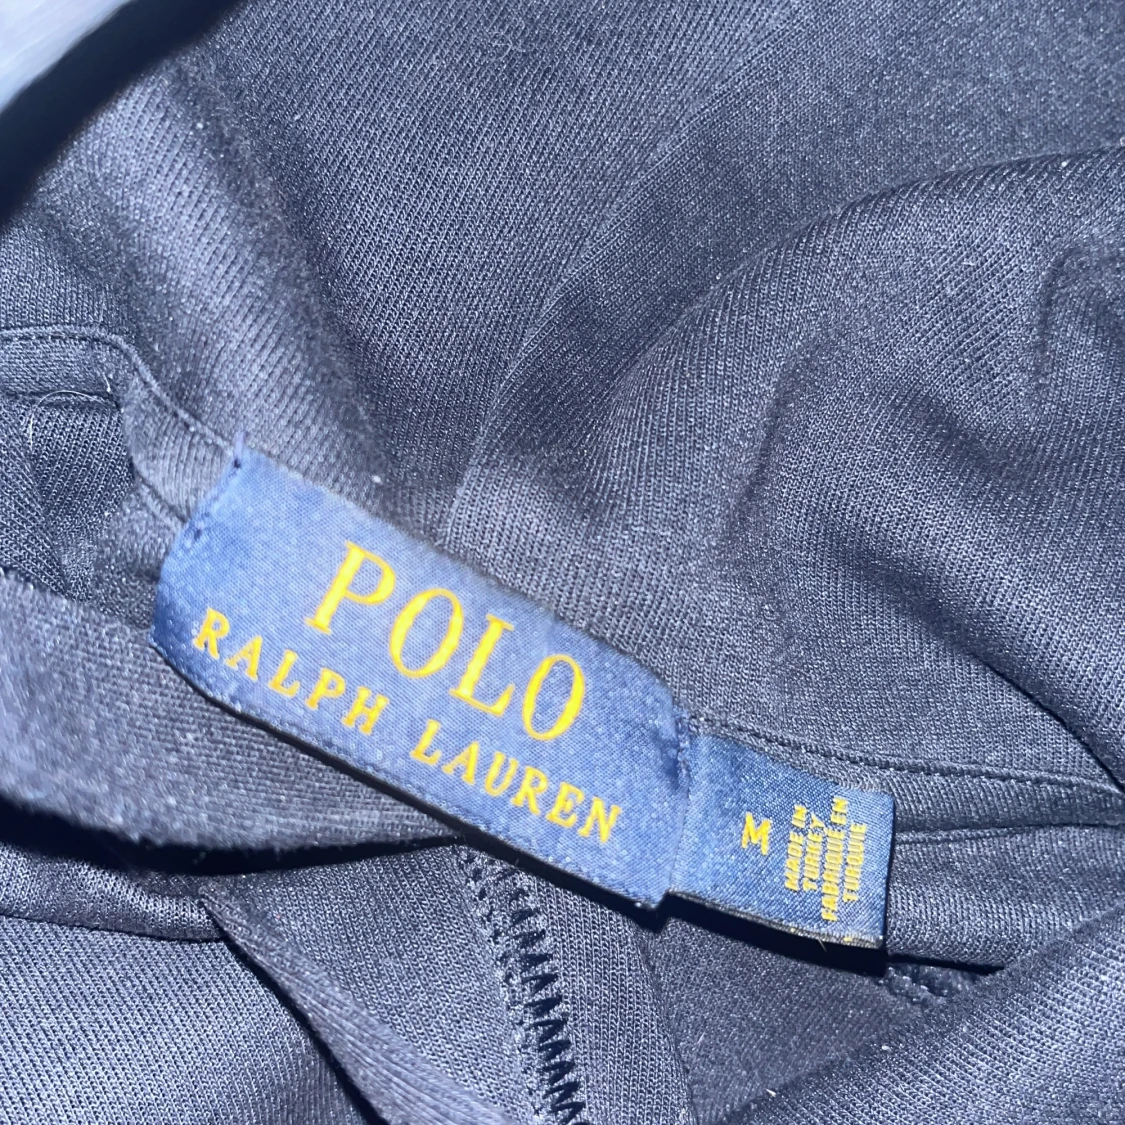 POLO
RALPH LAUREN
M
MADE IN
TURKEY
FABRIQUE EN
TURQUIE